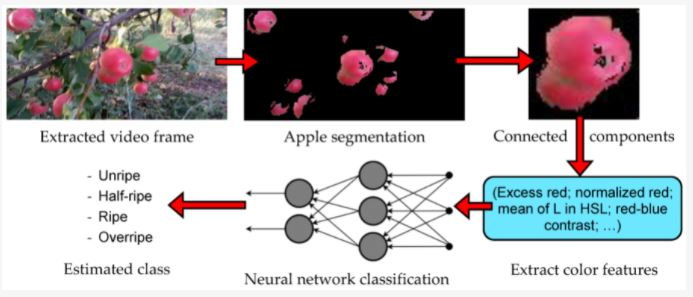 Extracted video frame
Apple segmentation
Connected components
(Excess red; normalized red;
mean of L in HSL; red-blue
contrast; ...)
Extract color features
Neural network classification
- Unripe
- Half-ripe
- Ripe
- Overripe
Estimated class